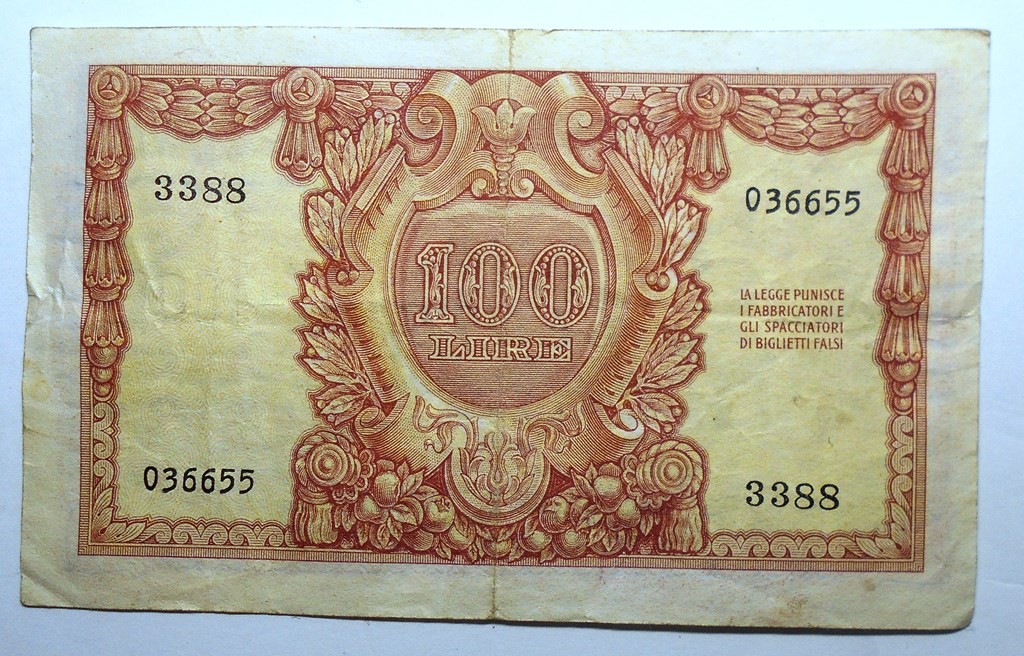 3388
036655
100
LIRE
LA LEGGE PUNISCE
I FABBRICATORI E
GLI SPACCIATORI
DI BIGLIETTI FALSI
036655
3388